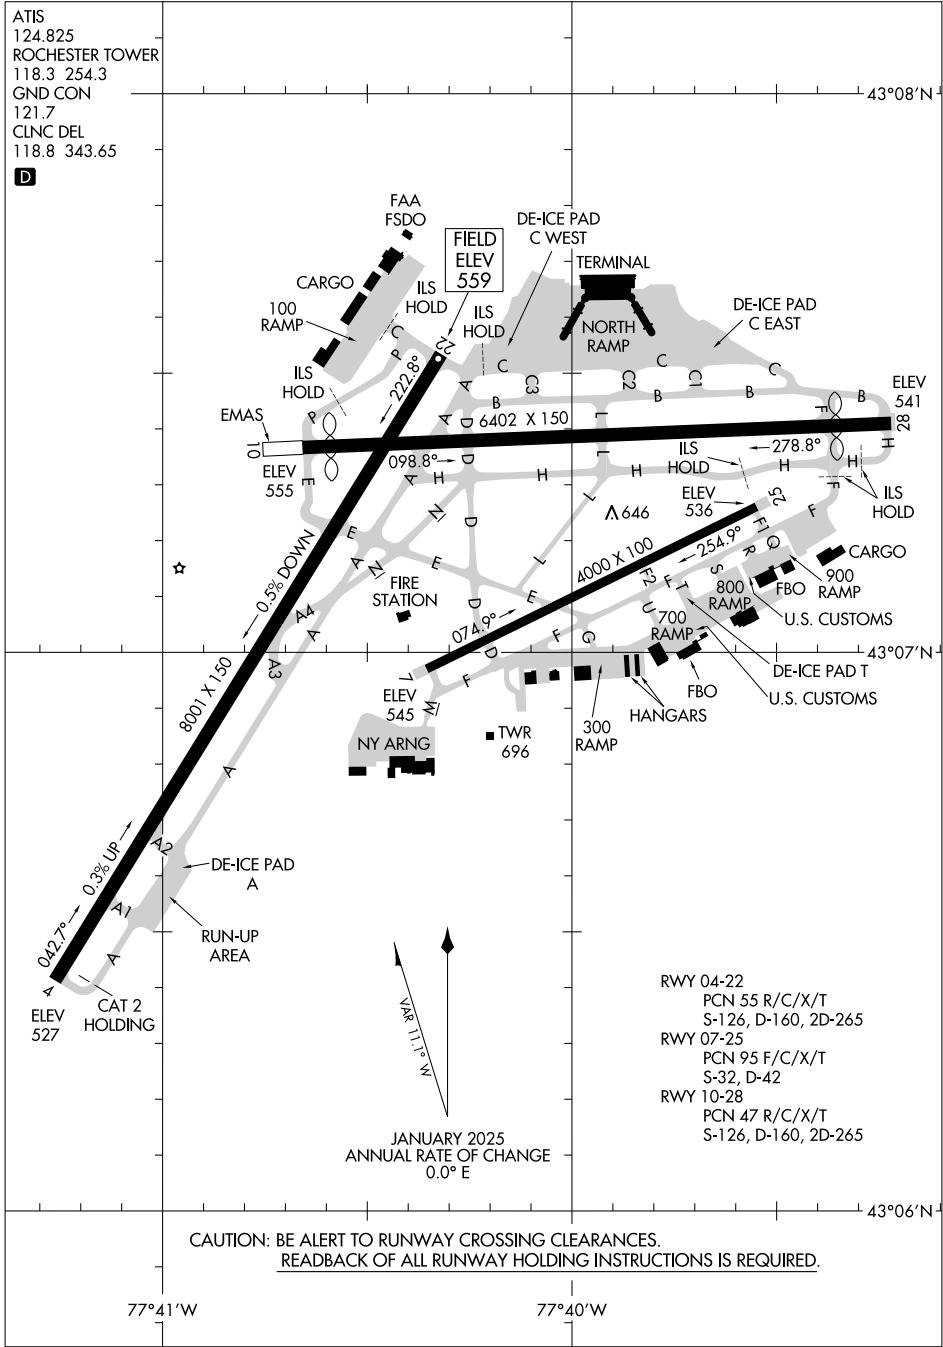 ATIS
124.825
ROCHESTER TOWER
118.3 254.3
GND CON
121.7
CLNC DEL
118.8 343.65
D
43°08'N
FAA
FSDO
FIELD
ELEV
559
DE-ICE PAD
C WEST
TERMINAL
CARGO
ILS
HOLD
100
RAMP
ILS
HOLD
NORTH
RAMP
DE-ICE PAD
C EAST
C
P
22
222.8°
A
C
C3
C2
C
C1
C
ILS
HOLD
P
EMAS
10
ELEV
555
E
A
D
B
6402 X 150
L
B
B
F
B
ELEV
541
28
H
098.8°
D
A
H
H
L
H
ILS
HOLD
278.8°
H
H
F
ILS
HOLD
ELEV
536
25
646
L
N
D
E
A
N
E
0.5% DOWN
FIRE
STATION
L
E
D
4000 X 100
254.9°
F1
Q
R
F
S
F
T
F2
U
CARGO
900
RAMP
FBO
800
RAMP
U.S. CUSTOMS
A4
A
074.9°
D
F
G
700
RAMP
43°07'N
A3
7
F
ELEV
545
M
DE-ICE PAD T
U.S. CUSTOMS
FBO
HANGARS
300
RAMP
TWR
696
NY ARNG
8001 X 150
A
A2
DE-ICE PAD
A
0.3% UP
A1
RUN-UP
AREA
042.7°
A
4
ELEV
527
CAT 2
HOLDING
VAR 11.1° W
JANUARY 2025
ANNUAL RATE OF CHANGE
0.0° E
RWY 04-22
PCN 55 R/C/X/T
S-126, D-160, 2D-265
RWY 07-25
PCN 95 F/C/X/T
S-32, D-42
RWY 10-28
PCN 47 R/C/X/T
S-126, D-160, 2D-265
43°06'N
CAUTION: BE ALERT TO RUNWAY CROSSING CLEARANCES.
READBACK OF ALL RUNWAY HOLDING INSTRUCTIONS IS REQUIRED.
77°41'W
77°40'W